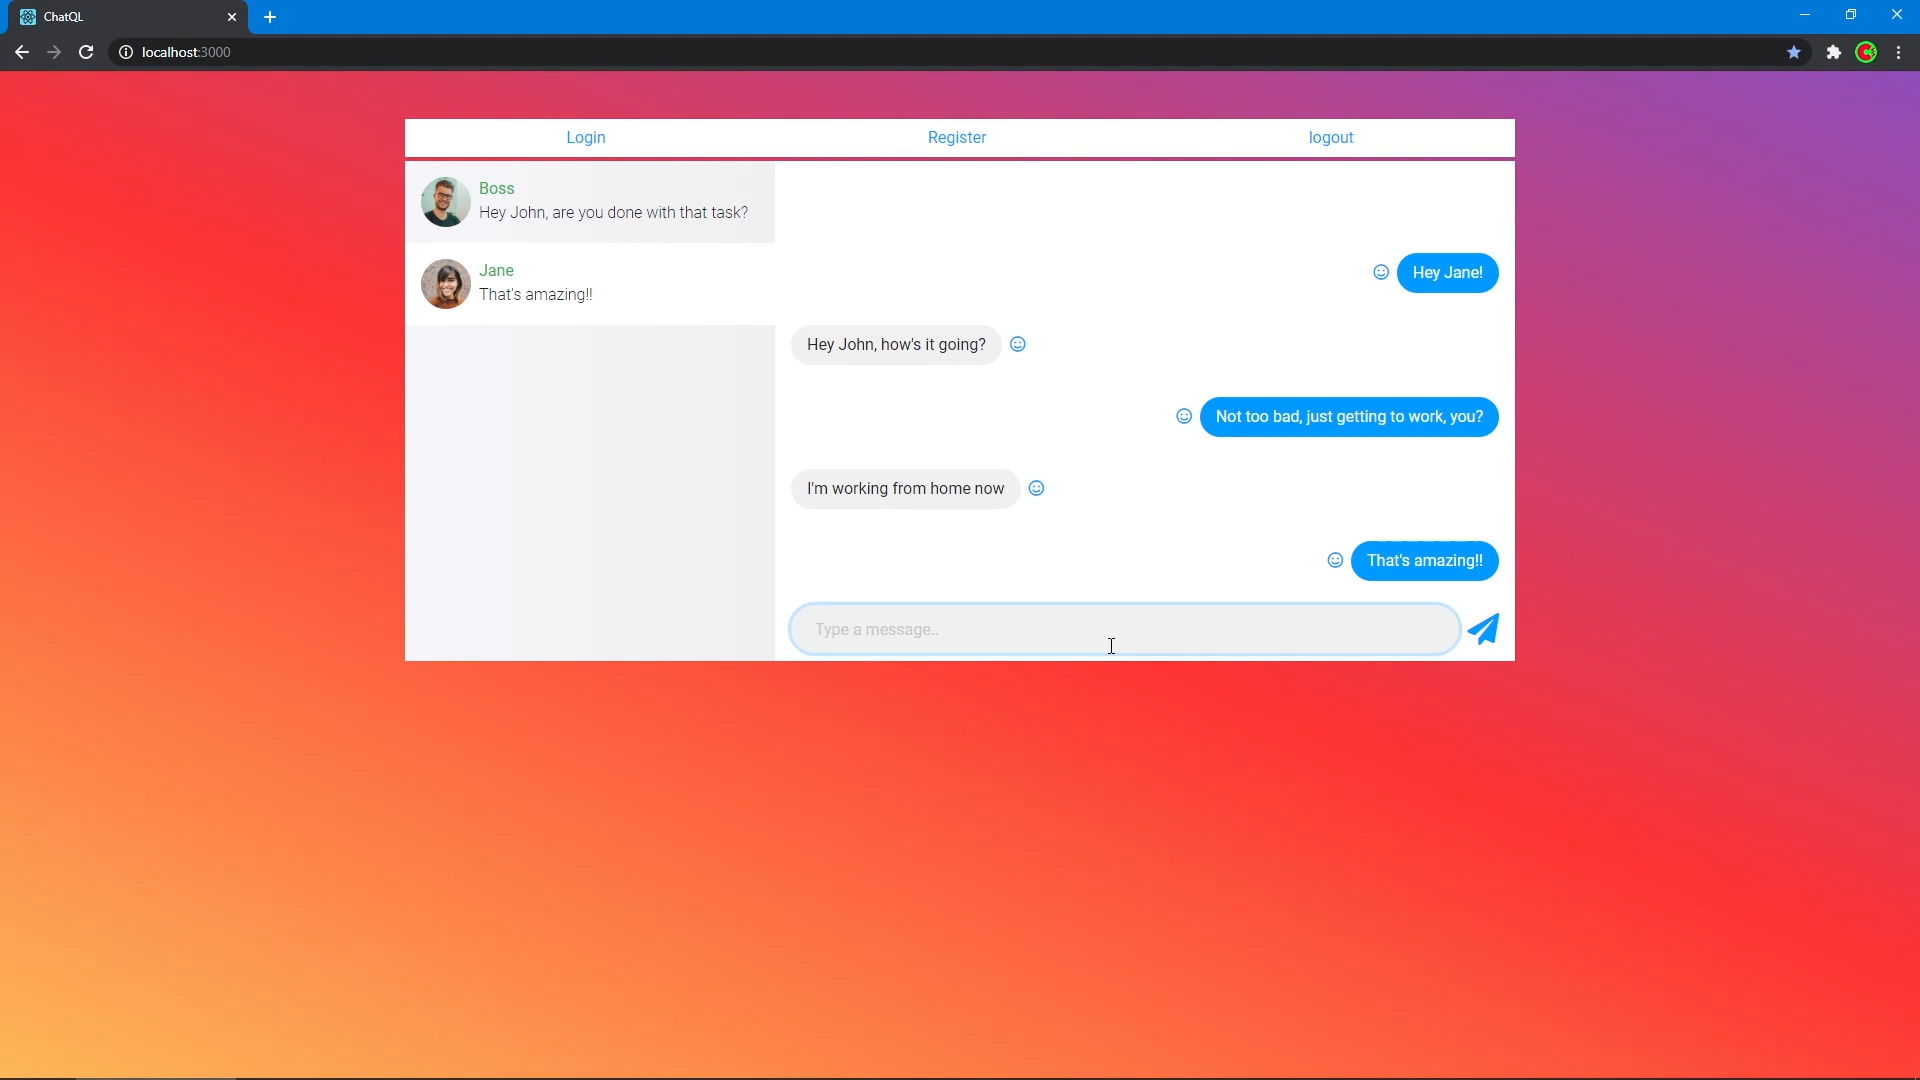 ChatQL
localhost:3000
Login Register logout
Boss
Hey John, are you done with that task?
Jane
That's amazing!!
Hey Jane!
Hey John, how's it going?
Not too bad, just getting to work, you?
I'm working from home now
That's amazing!!
Type a message..